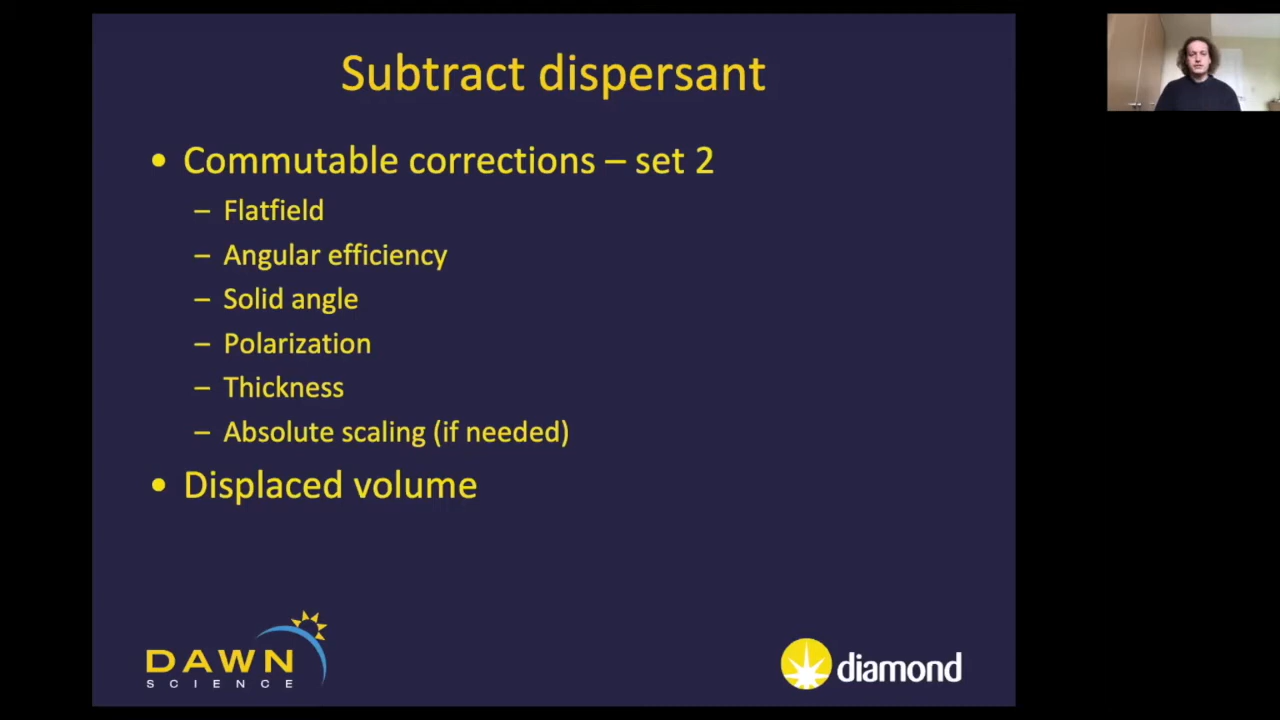 Subtract dispersant
• Commutable corrections – set 2
– Flatfield
– Angular efficiency
– Solid angle
– Polarization
– Thickness
– Absolute scaling (if needed)
• Displaced volume
DAWN
SCIENCE
diamond